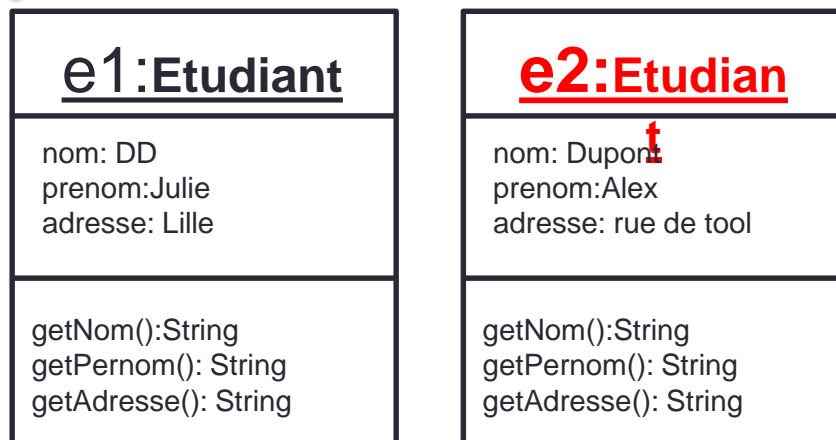 e1:Etudiant
nom: DD
prenom:Julie
adresse: Lille
getNom():String
getPernom(): String
getAdresse(): String
e2:Etudian
t
nom: Dupont
prenom:Alex
adresse: rue de tool
getNom():String
getPernom(): String
getAdresse(): String